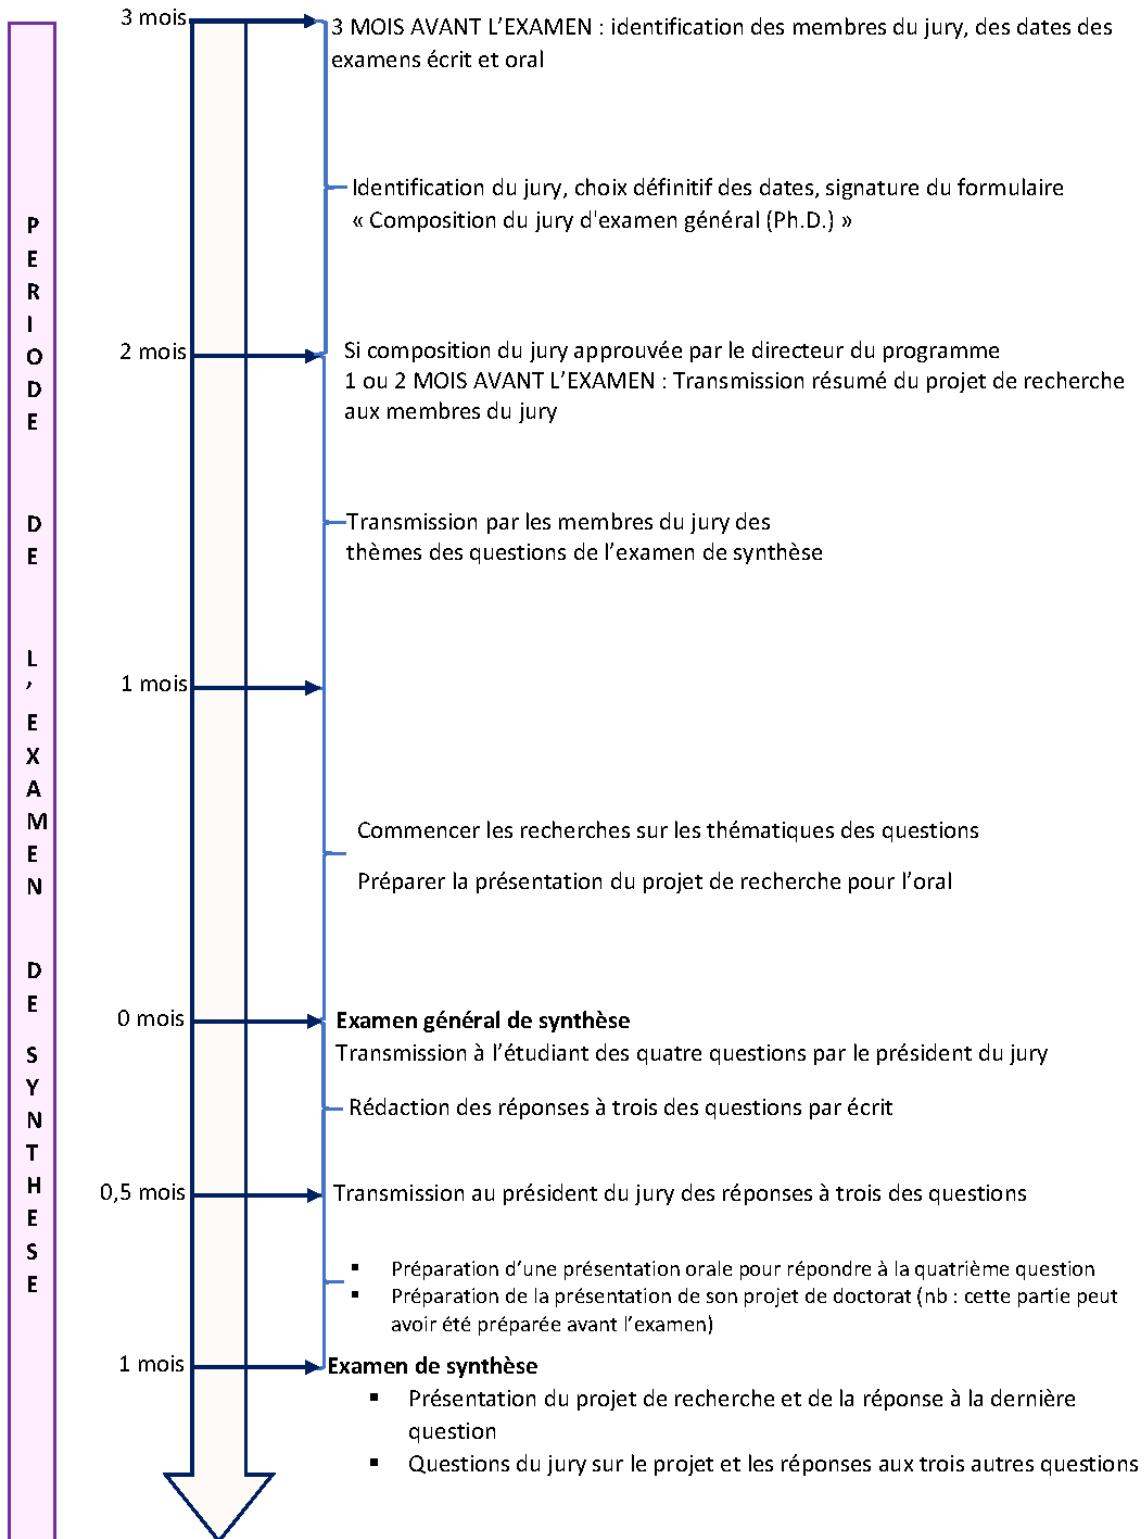 3 mois
3 MOIS AVANT L'EXAMEN : identification des membres du jury, des dates des
examens écrit et oral
Identification du jury, choix définitif des dates, signature du formulaire
« Composition du jury d'examen général (Ph.D.) »
2 mois
Si composition du jury approuvée par le directeur du programme
1 ou 2 MOIS AVANT L'EXAMEN : Transmission résumé du projet de recherche
aux membres du jury
Transmission par les membres du jury des
thèmes des questions de l'examen de synthèse
1 mois
Commencer les recherches sur les thématiques des questions
Préparer la présentation du projet de recherche pour l'oral
0 mois
Examen général de synthèse
Transmission à l'étudiant des quatre questions par le président du jury
Rédaction des réponses à trois des questions par écrit
0,5 mois
Transmission au président du jury des réponses à trois des questions
▪ Préparation d'une présentation orale pour répondre à la quatrième question
▪ Préparation de la présentation de son projet de doctorat (nb : cette partie peut
avoir été préparée avant l'examen)
1 mois
Examen de synthèse
▪ Présentation du projet de recherche et de la réponse à la dernière
question
▪ Questions du jury sur le projet et les réponses aux trois autres questions
PERIODE DE L'EXAMEN DE SYNTHESE